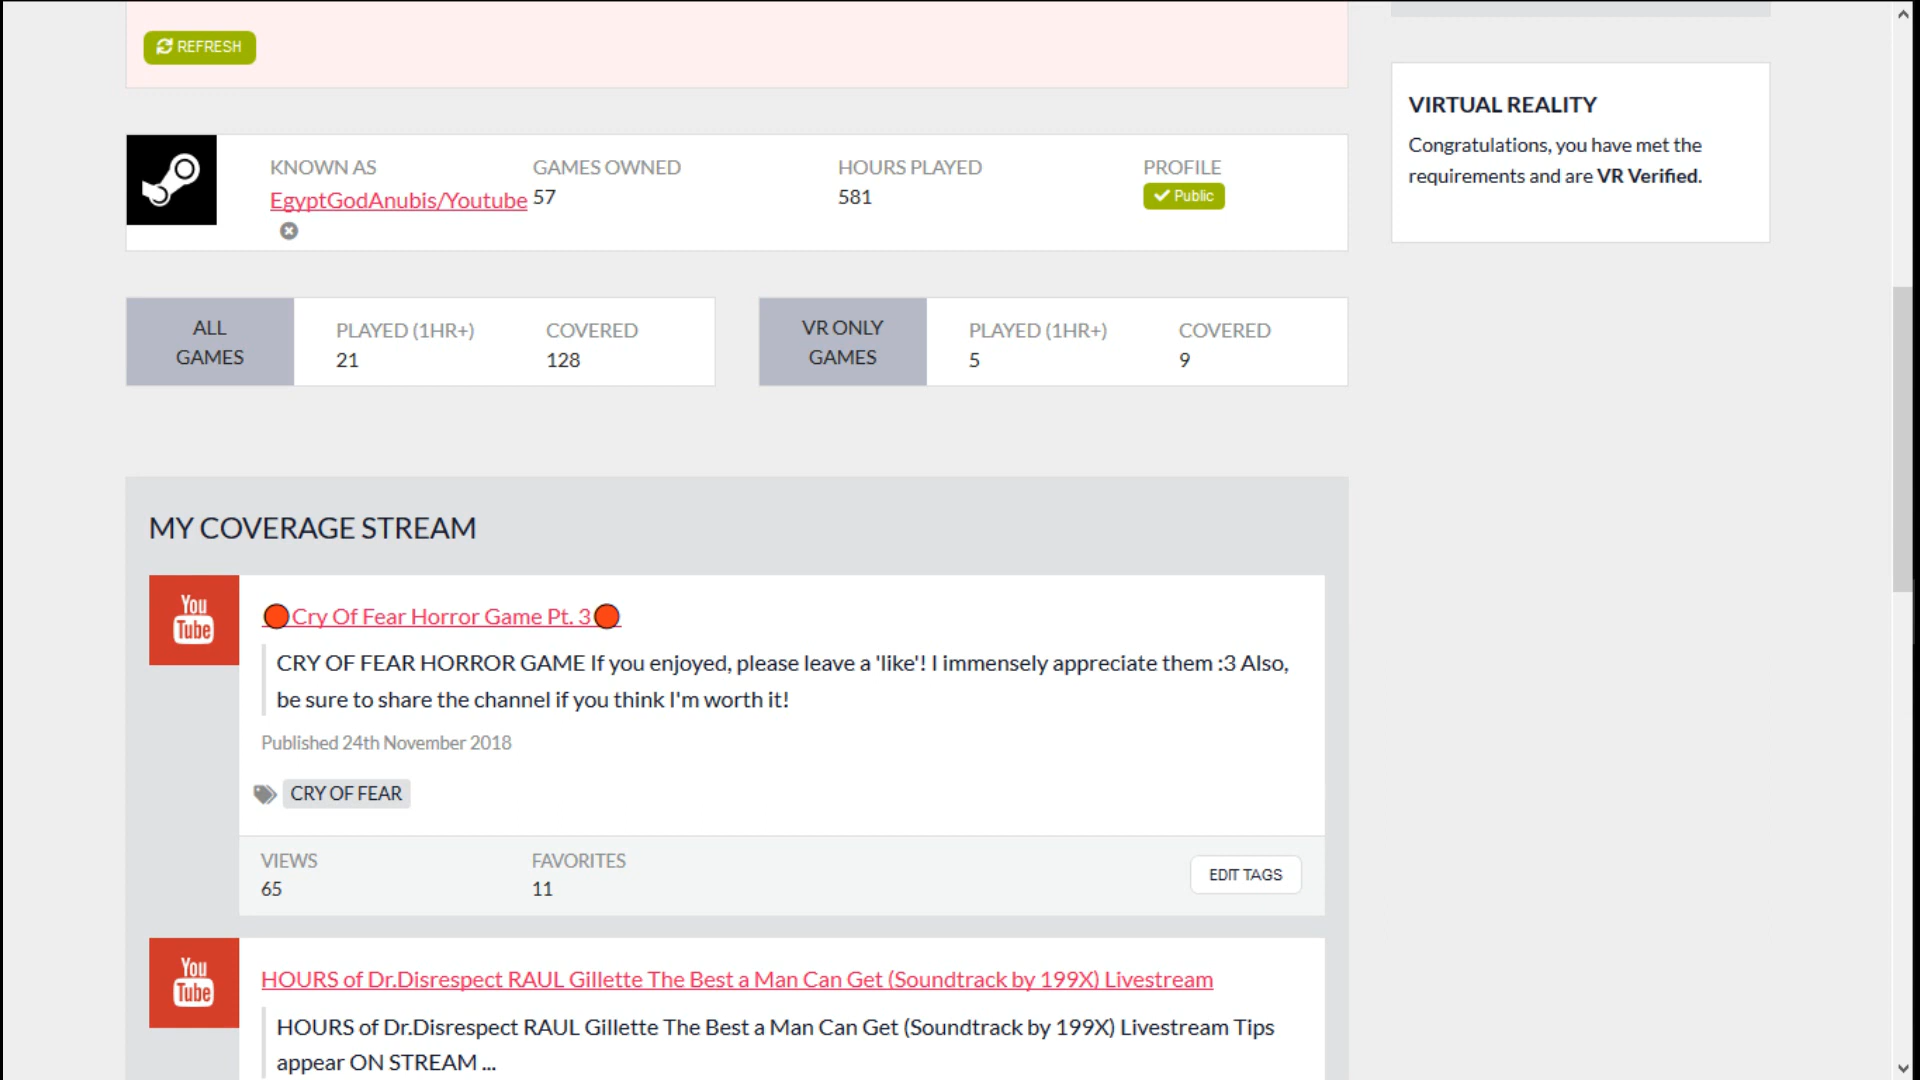 REFRESH
VIRTUAL REALITY
Congratulations, you have met the
requirements and are VR Verified.
KNOWN AS
EgyptGodAnubis/Youtube
GAMES OWNED
57
HOURS PLAYED
581
PROFILE
Public
ALL
GAMES
PLAYED (1HR+)
21
COVERED
128
VR ONLY
GAMES
PLAYED (1HR+)
5
COVERED
9
MY COVERAGE STREAM
You
Tube
Cry Of Fear Horror Game Pt. 3
CRY OF FEAR HORROR GAME If you enjoyed, please leave a 'like'! I immensely appreciate them :3 Also,
be sure to share the channel if you think I'm worth it!
Published 24th November 2018
CRY OF FEAR
VIEWS
65
FAVORITES
11
EDIT TAGS
You
Tube
HOURS of Dr.Disrespect RAUL Gillette The Best a Man Can Get (Soundtrack by 199X) Livestream
HOURS of Dr.Disrespect RAUL Gillette The Best a Man Can Get (Soundtrack by 199X) Livestream Tips
appear ON STREAM ...